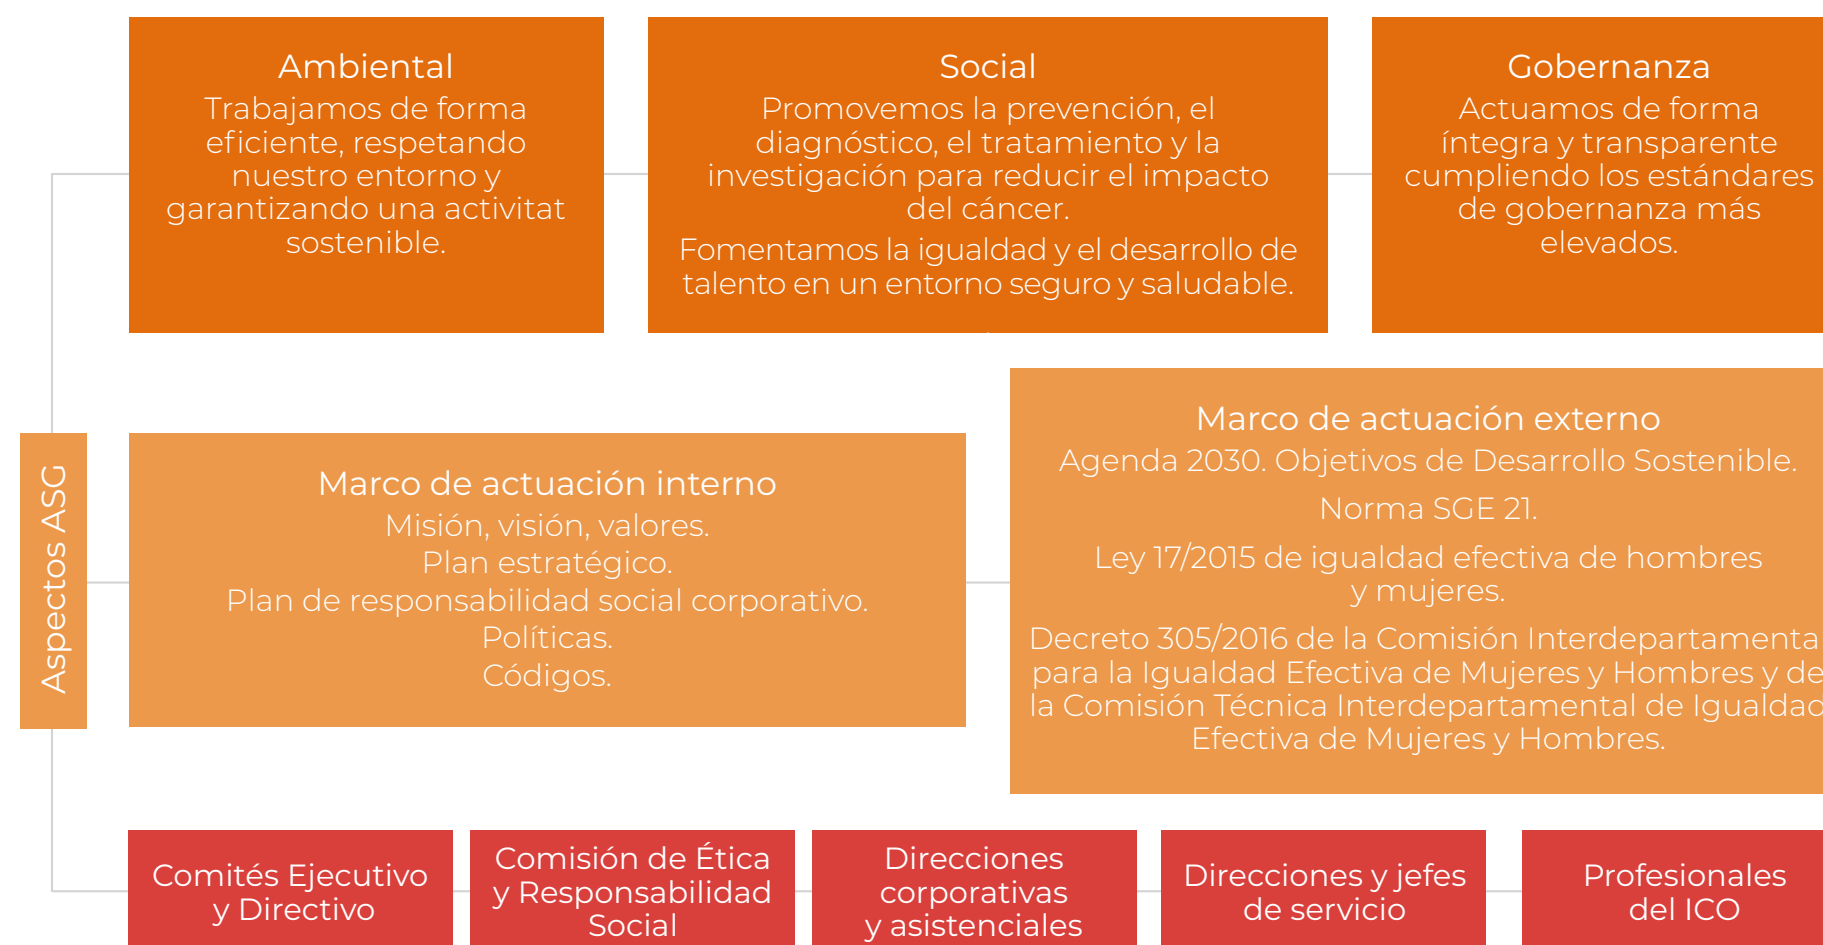 Ambiental
Trabajamos de forma
eficiente, respetando
nuestro entorno y
garantizando una activitat
sostenible.
Social
Promovemos la prevención, el
diagnóstico, el tratamiento y la
investigación para reducir el impacto
del cáncer.
Fomentamos la igualdad y el desarrollo de
talento en un entorno seguro y saludable.
Gobernanza
Actuamos de forma
íntegra y transparente
cumpliendo los estándares
de gobernanza más
elevados.
Aspectos ASG
Marco de actuación interno
Misión, visión, valores.
Plan estratégico.
Plan de responsabilidad social corporativo.
Políticas.
Códigos.
Marco de actuación externo
Agenda 2030. Objetivos de Desarrollo Sostenible.
Norma SGE 21.
Ley 17/2015 de igualdad efectiva de hombres
y mujeres.
Decreto 305/2016 de la Comisión Interdepartamenta
para la Igualdad Efectiva de Mujeres y Hombres y de
la Comisión Técnica Interdepartamental de Igualdad
Efectiva de Mujeres y Hombres.
Comités Ejecutivo
y Directivo
Comisión de Ética
y Responsabilidad
Social
Direcciones
corporativas
y asistenciales
Direcciones y jefes
de servicio
Profesionales
del ICO